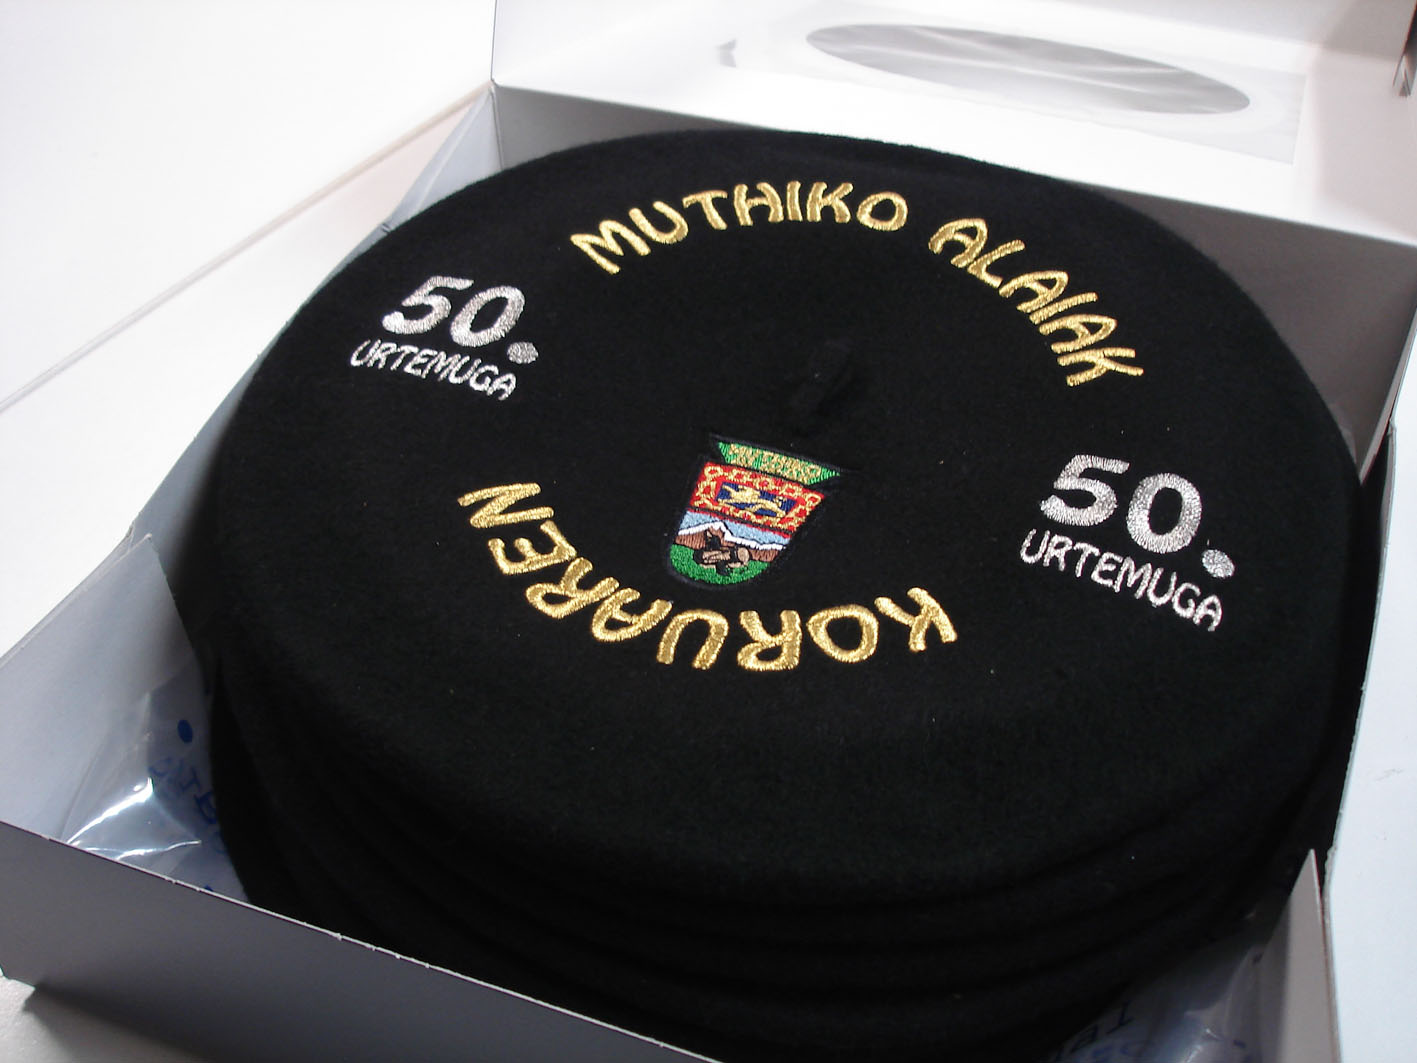 MUTHIKO ALAIAK
50.
URTEMUGA
50.
URTEMUGA
KORUAREN